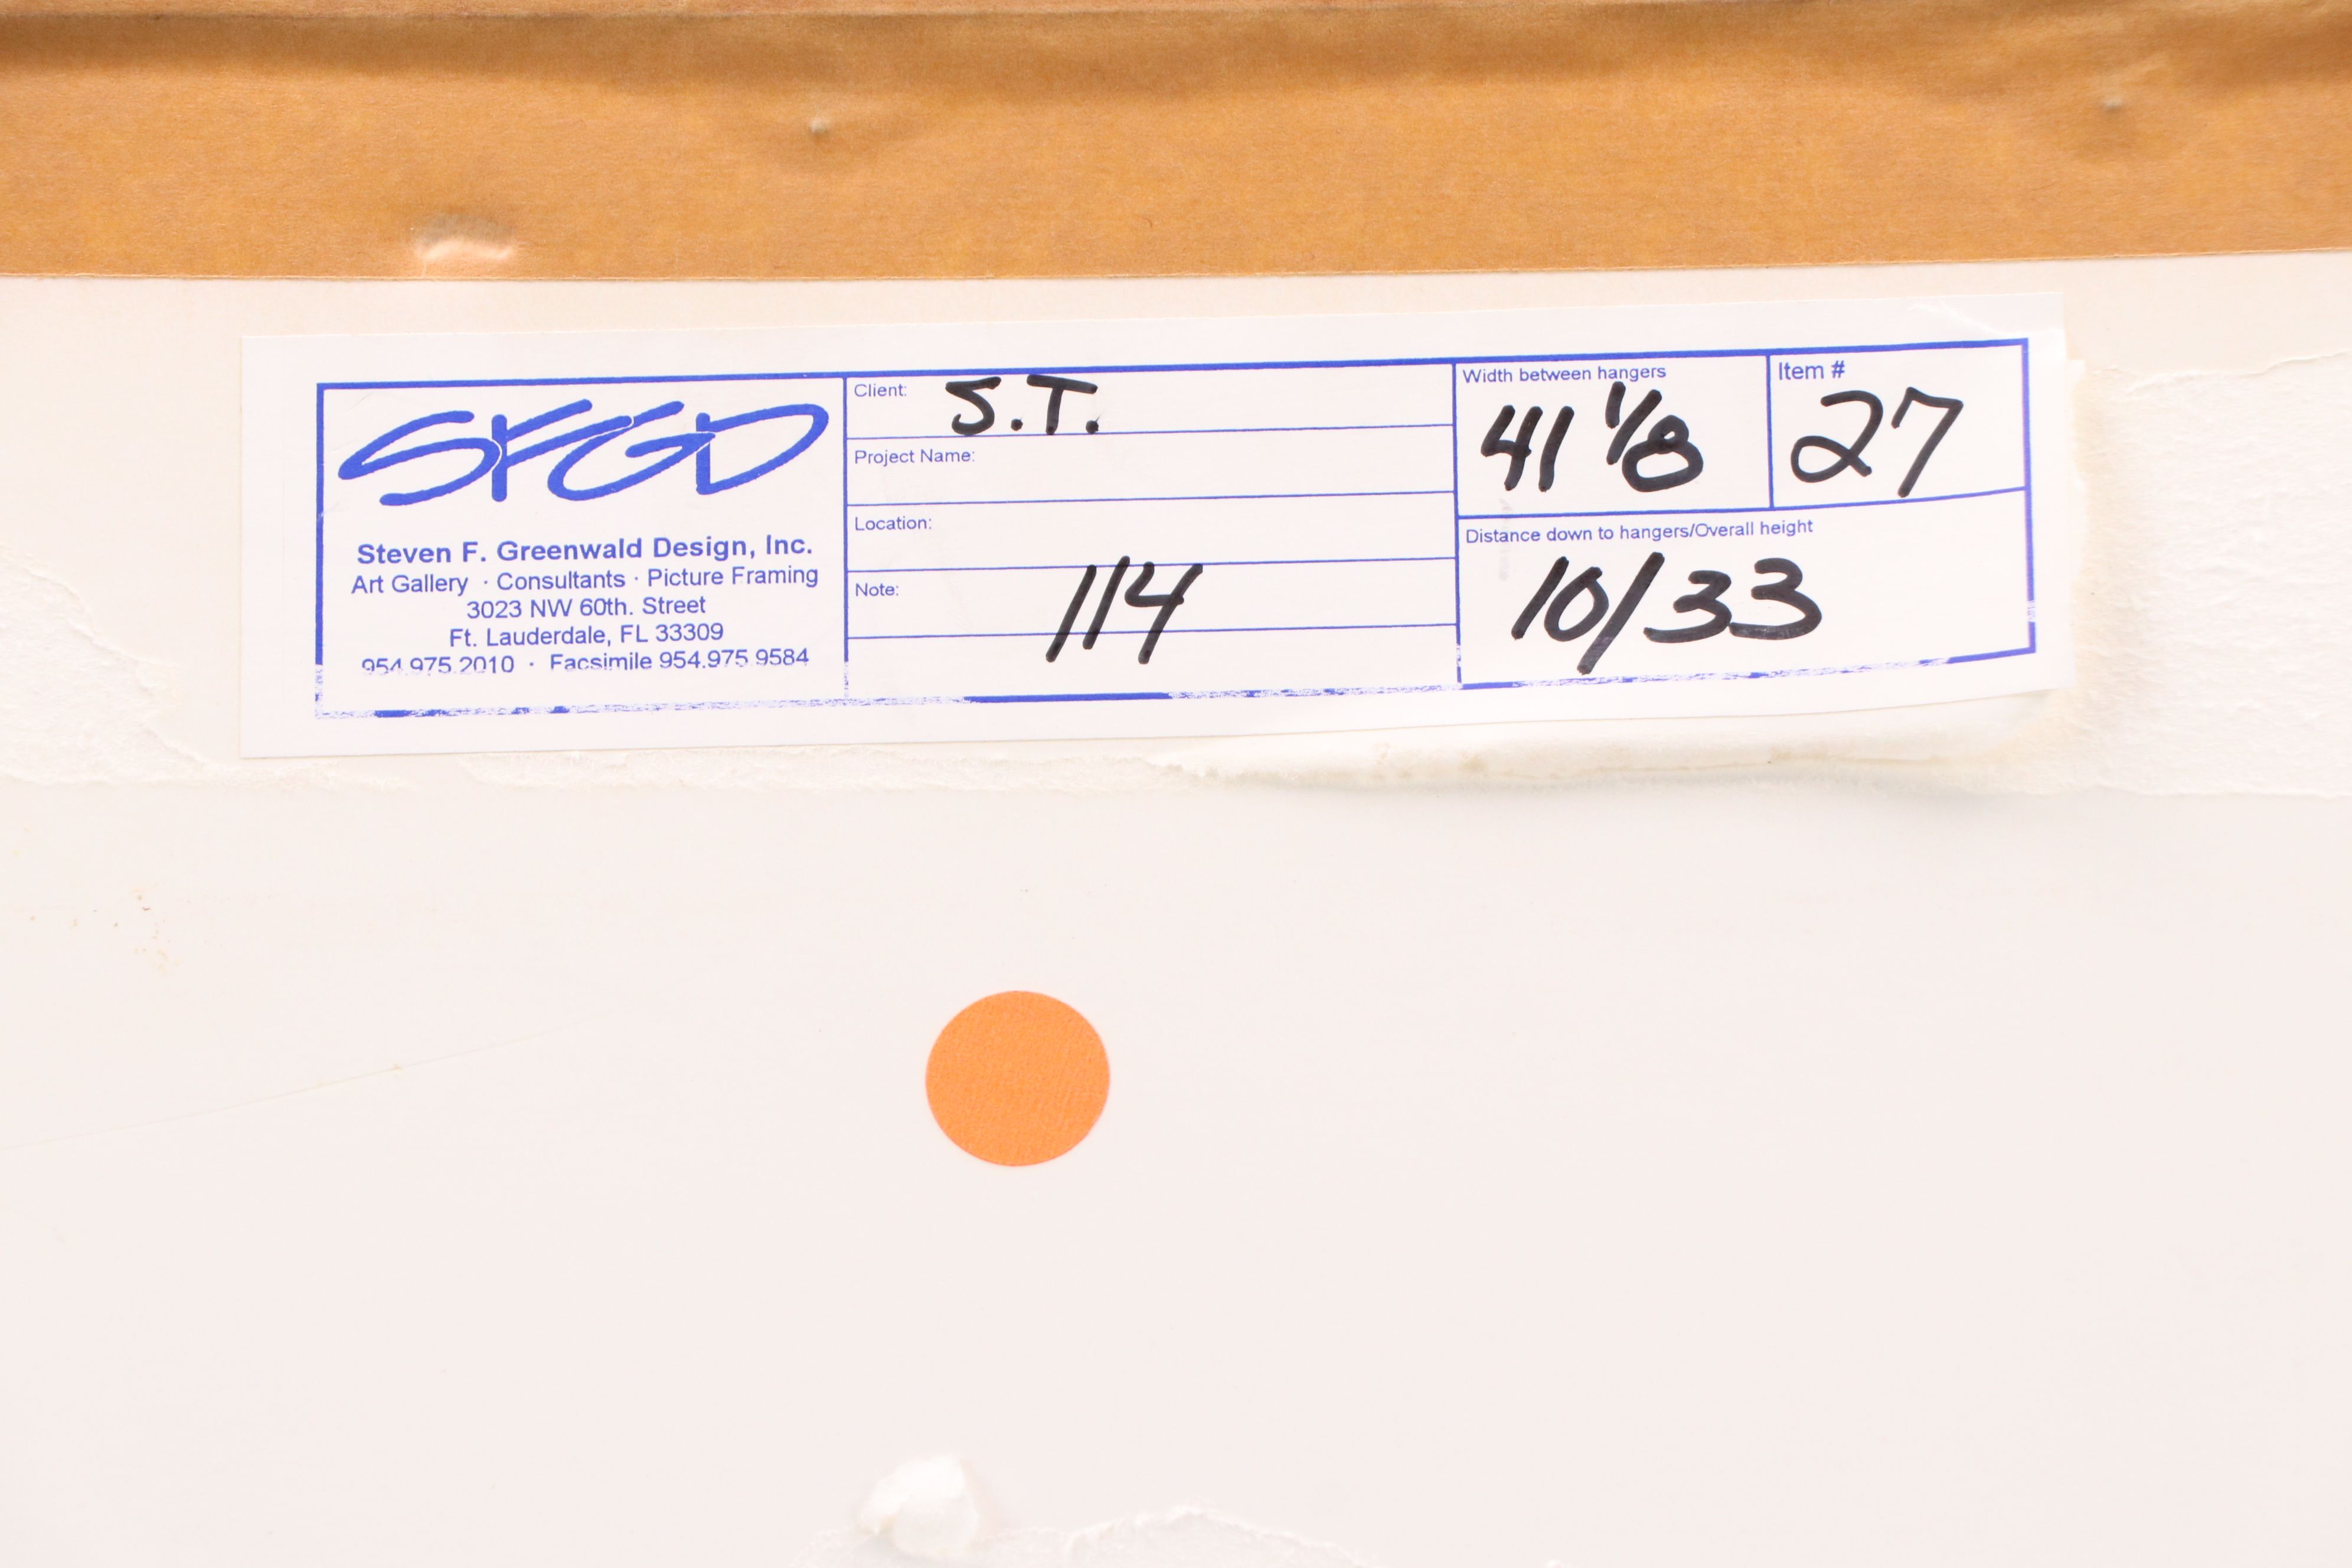 SFGD
Steven F. Greenwald Design, Inc.
Art Gallery · Consultants · Picture Framing
3023 NW 60th. Street
Ft. Lauderdale, FL 33309
954.975.2010 · Facsimile 954.975.9584
Client: S.T.
Project Name:
Location:
Note: 114
Width between hangers
41 1/8
Item #
27
Distance down to hangers/Overall height
10/33